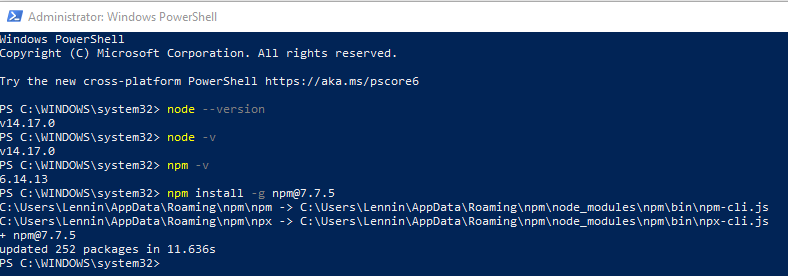 Administrator: Windows PowerShell
Windows PowerShell
Copyright (C) Microsoft Corporation. All rights reserved.
Try the new cross-platform PowerShell https://aka.ms/pscore6
PS C:\WINDOWS\system32> node --version
v14.17.0
PS C:\WINDOWS\system32> node -v
v14.17.0
PS C:\WINDOWS\system32> npm -v
6.14.13
PS C:\WINDOWS\system32> npm install -g npm@7.7.5
C:\Users\Lennin\AppData\Roaming\npm\npm -> C:\Users\Lennin\AppData\Roaming\npm\node_modules\npm\bin\npm-cli.js
C:\Users\Lennin\AppData\Roaming\npm\npx -> C:\Users\Lennin\AppData\Roaming\npm\node_modules\npm\bin\npx-cli.js
+ npm@7.7.5
updated 252 packages in 11.636s
PS C:\WINDOWS\system32>